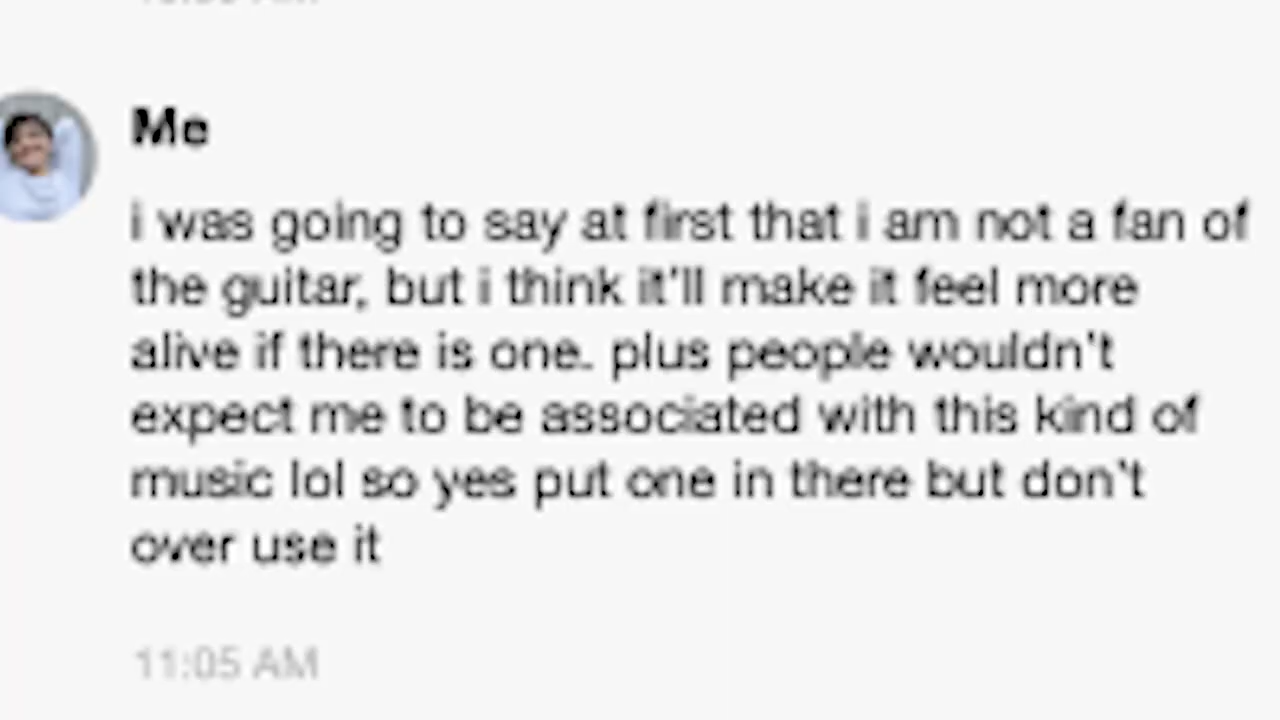 Me
i was going to say at first that i am not a fan of
the guitar, but i think it'll make it feel more
alive if there is one. plus people wouldn't
expect me to be associated with this kind of
music lol so yes put one in there but don't
over use it
11:05 AM